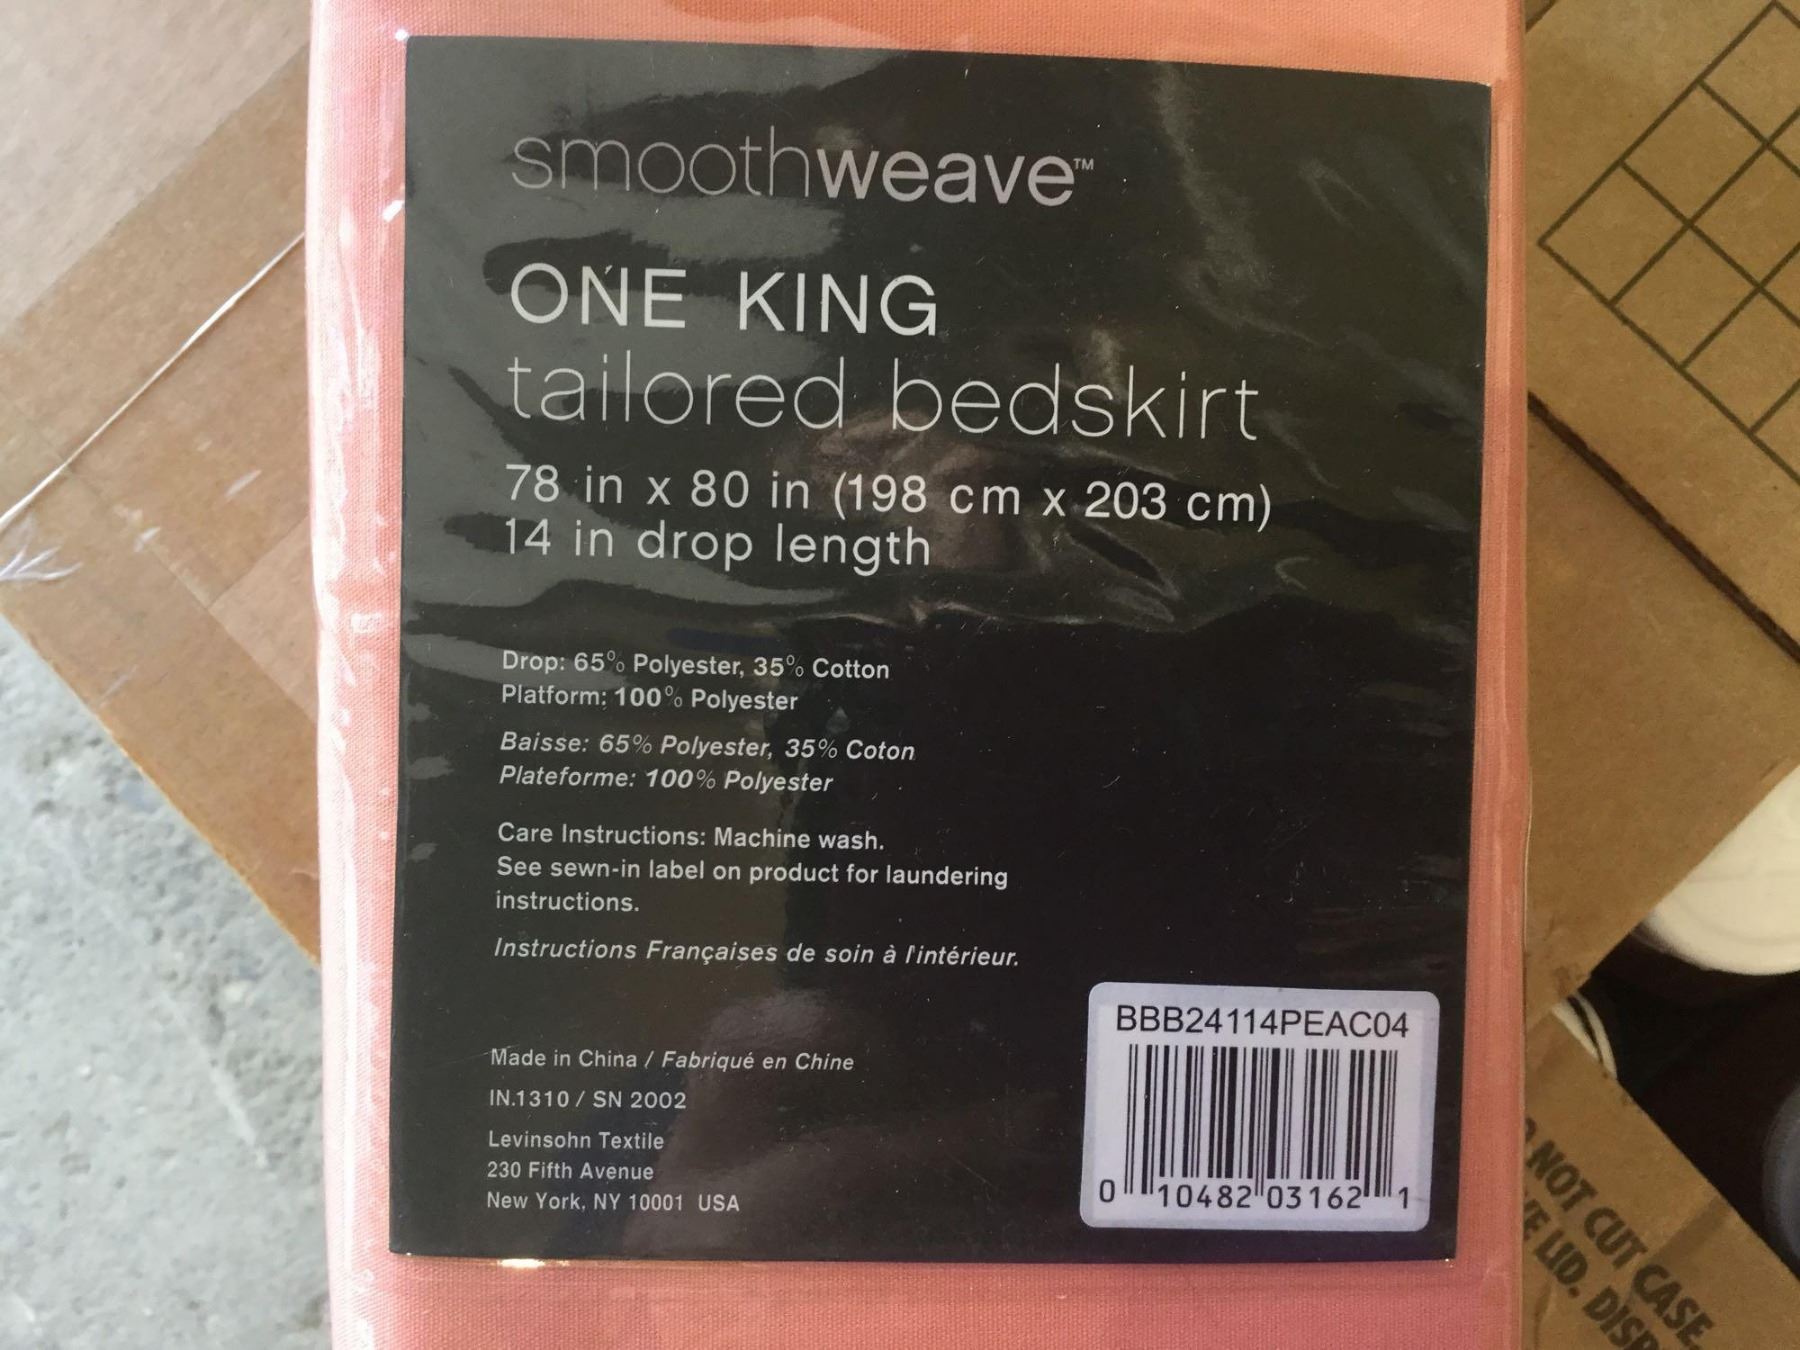 smoothweave™
ONE KING
tailored bedskirt
78 in x 80 in (198 cm x 203 cm)
14 in drop length
Drop: 65% Polyester, 35% Cotton
Platform: 100% Polyester
Baisse: 65% Polyester, 35% Coton
Plateforme: 100% Polyester
Care Instructions: Machine wash.
See sewn-in label on product for laundering
instructions.
Instructions Françaises de soin à l'intérieur.
Made in China / Fabriqué en Chine
IN.1310 / SN 2002
Levinsohn Textile
230 Fifth Avenue
New York, NY 10001 USA
BBB24114PEAC04
0 10482 03162 1
NOT CUT CASE
LID.